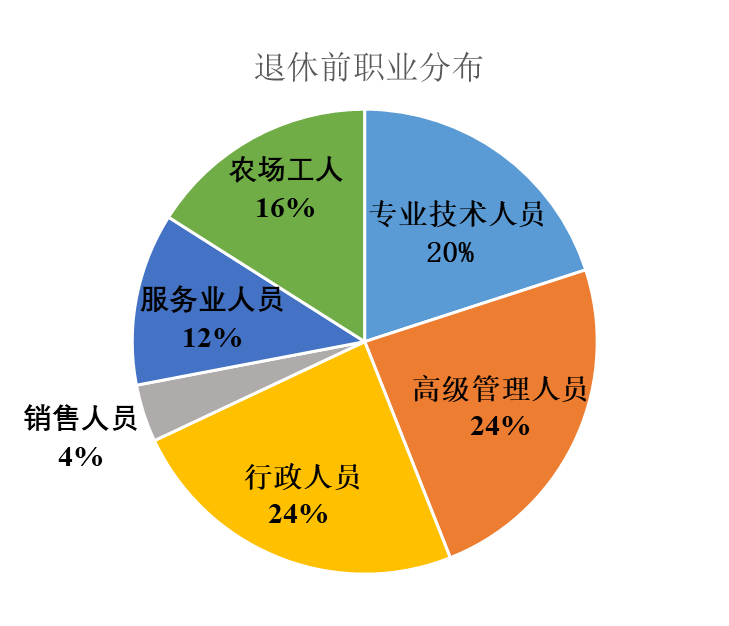 退休前职业分布
农场工人
16%
专业技术人员
20%
服务业人员
12%
高级管理人员
24%
销售人员
4%
行政人员
24%